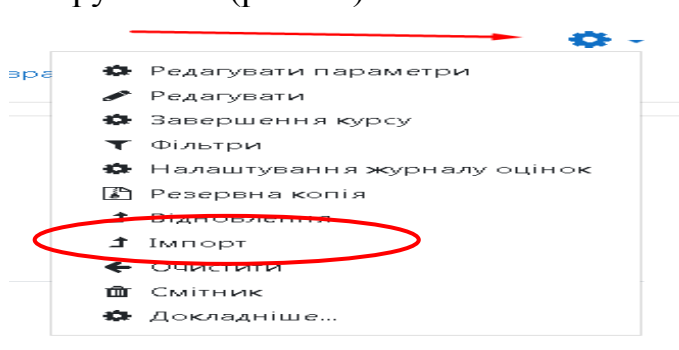 Редагувати параметри
Редагувати
Завершення курсу
Фільтри
Налаштування журналу оцінок
Резервна копія
Відновлення
Імпорт
Очистити
Смітник
Докладніше...